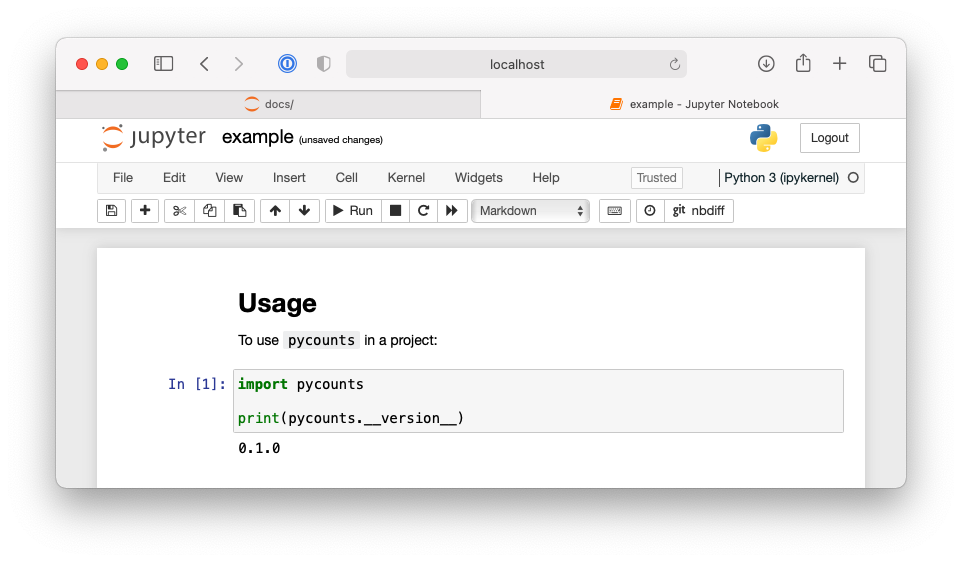 localhost
docs/
example - Jupyter Notebook
jupyter example (unsaved changes)
Logout
File Edit View Insert Cell Kernel Widgets Help Trusted Python 3 (ipykernel)
Run Markdown git nbdiff
Usage
To use pycounts in a project:
In [1]: import pycounts
print(pycounts.__version__)
0.1.0